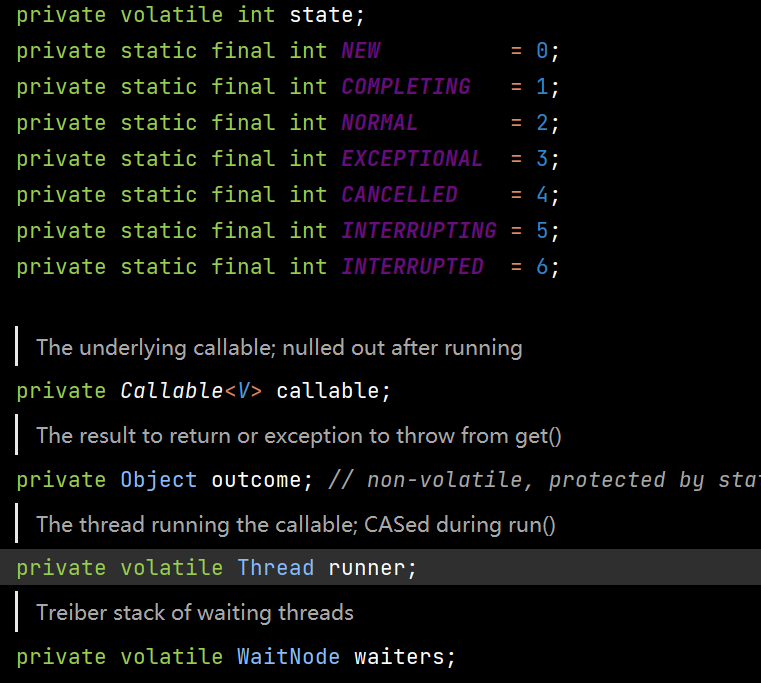 private volatile int state;
private static final int NEW = 0;
private static final int COMPLETING = 1;
private static final int NORMAL = 2;
private static final int EXCEPTIONAL = 3;
private static final int CANCELLED = 4;
private static final int INTERRUPTING = 5;
private static final int INTERRUPTED = 6;
The underlying callable; nulled out after running
private Callable<V> callable;
The result to return or exception to throw from get()
private Object outcome; // non-volatile, protected by
The thread running the callable; CASed during run()
private volatile Thread runner;
Treiber stack of waiting threads
private volatile WaitNode waiters;